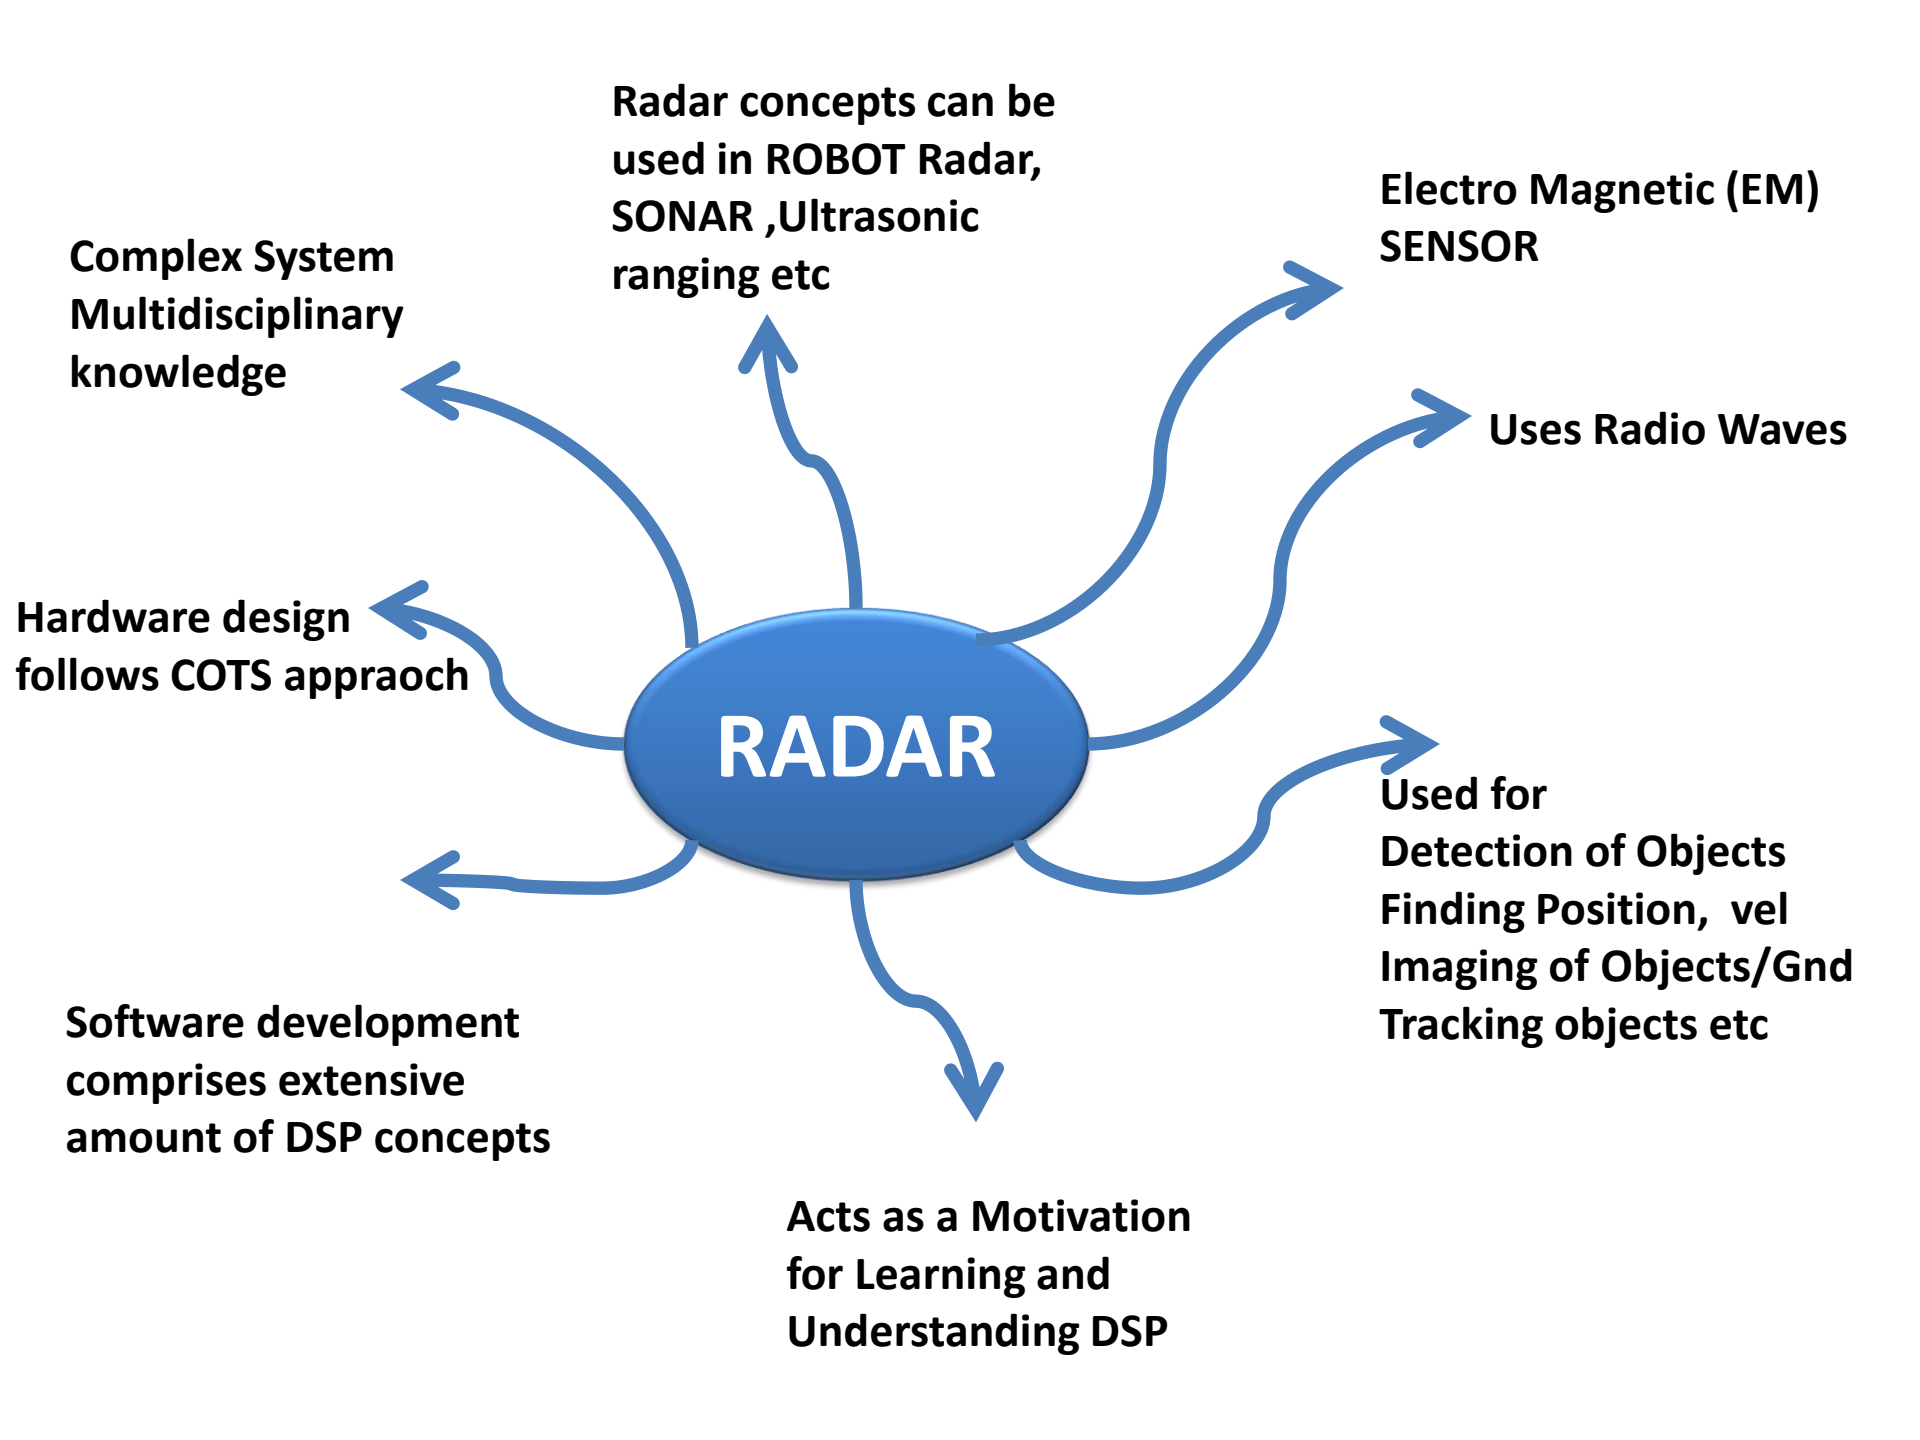 Radar concepts can be
used in ROBOT Radar,
SONAR ,Ultrasonic
ranging etc
Electro Magnetic (EM)
SENSOR
Complex System
Multidisciplinary
knowledge
Uses Radio Waves
Hardware design
follows COTS appraoch
RADAR
Used for
Detection of Objects
Finding Position,  vel
Imaging of Objects/Gnd
Tracking objects etc
Software development
comprises extensive
amount of DSP concepts
Acts as a Motivation
for Learning and
Understanding DSP